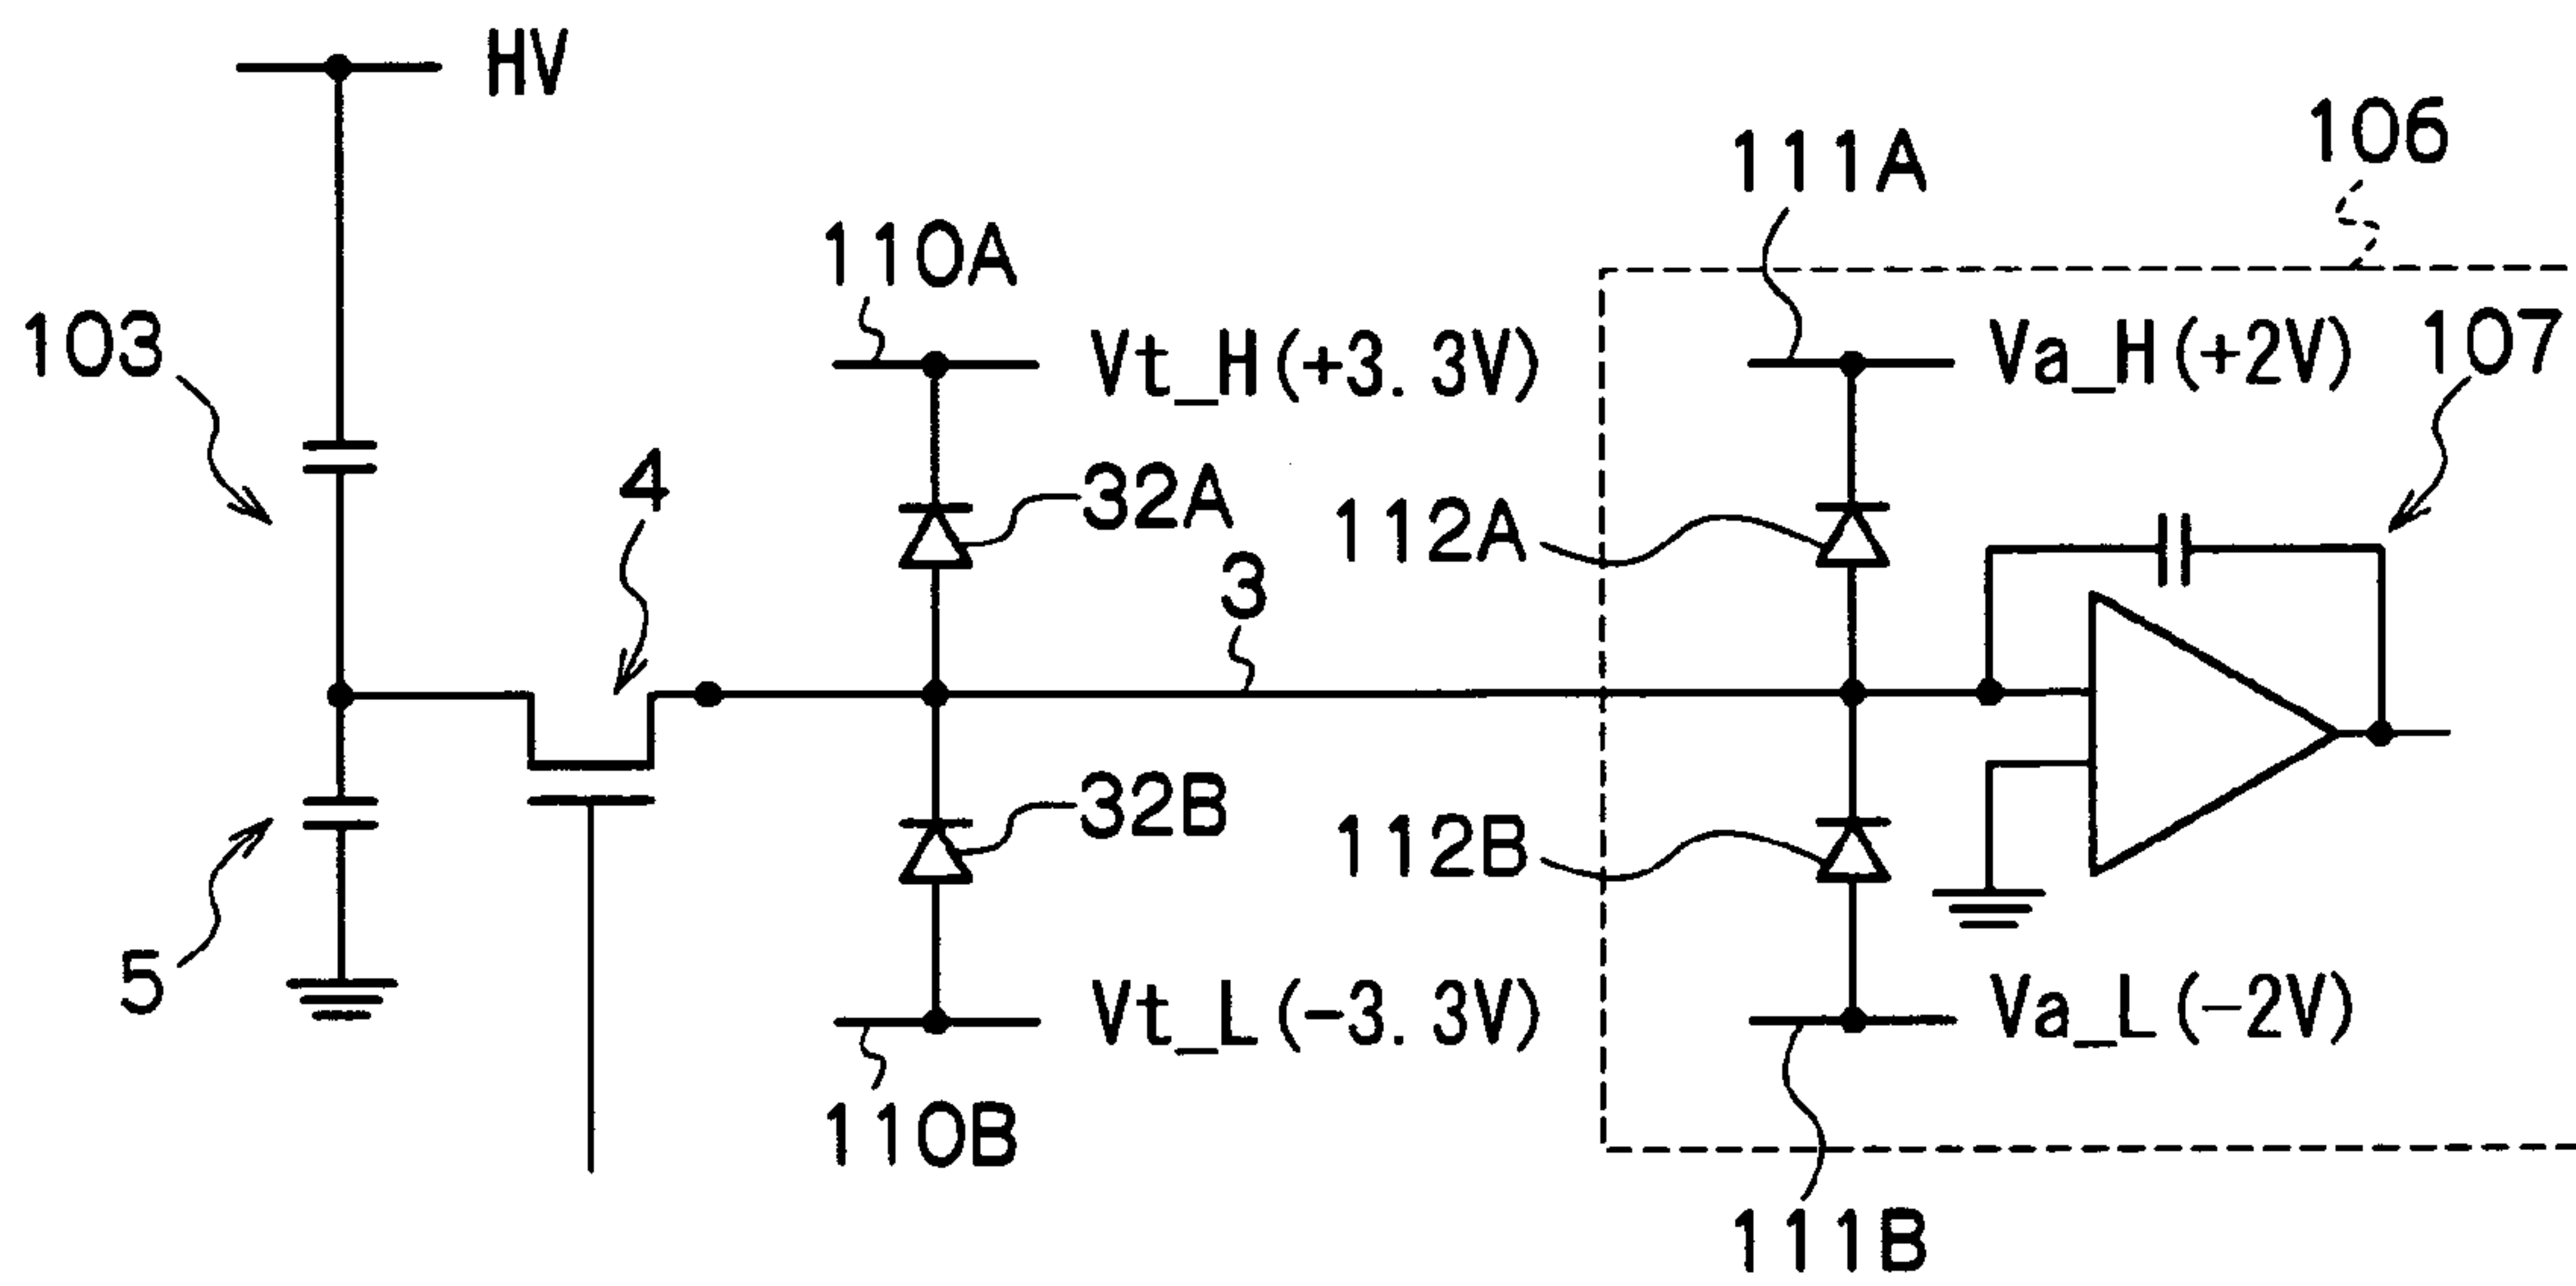 HV
106
111A
110A
103
Vt_H(+3.3V)
Va_H(+2V)
107
4
32A
112A
3
32B
112B
5
Vt_L(-3.3V)
Va_L(-2V)
110B
111B